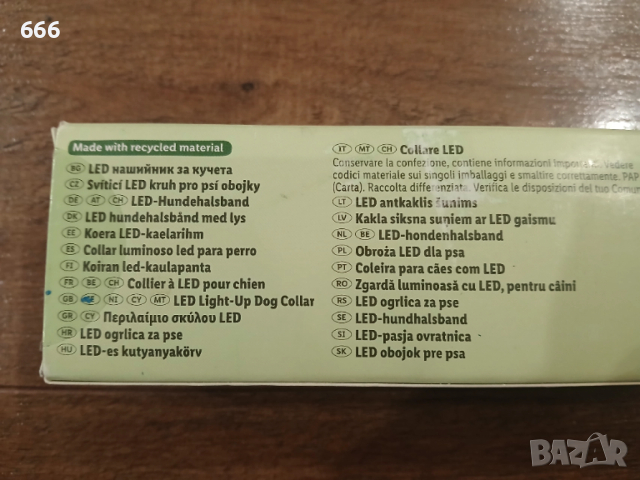 666
Made with recycled material
BG LED нашийник за кучета
CZ Svítící LED kruh pro psí obojky
DE AT CH LED-Hundehalsband
DK LED hundehalsbånd med lys
EE Koera LED-kaelarihm
ES Collar luminoso led para perro
FI Koiran led-kaulapanta
FR BE CH Collier à LED pour chien
GB NI CY MT LED Light-Up Dog Collar
GR CY Περιλαίμιο σκύλου LED
HR LED ogrlica za pse
HU LED-es kutyanyakörv
IT MT CH Collare LED
Conservare la confezione, contiene informazioni Vedere
codici materiale sui singoli imballaggi e smaltire correttamente. PAP
(Carta). Raccolta differenziata. Verifica le disposizioni del tuo Comun
LT LED antkaklis šunims
LV Kakla siksna suņiem ar LED gaismu
NL BE LED-hondenhalsband
PL Obroża LED dla psa
PT Coleira para cães com LED
RO Zgardă luminoasă cu LED, pentru câini
RS LED ogrlica za pse
SE LED-hundhalsband
SI LED-pasja ovratnica
SK LED obojok pre psa
BAZAR